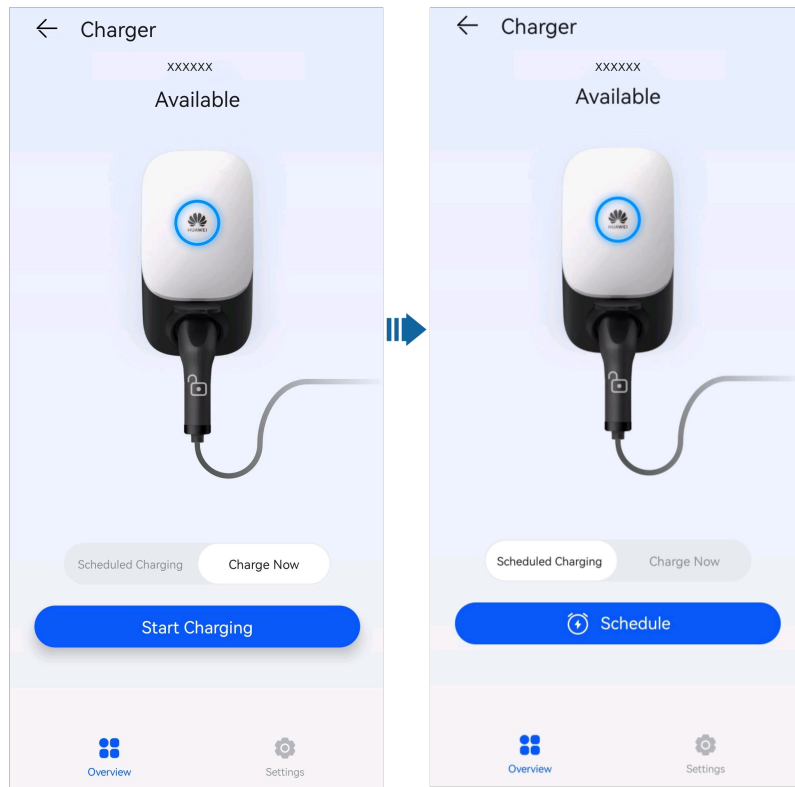 Charger
xxxxxx
Available
HUAWEI
Scheduled Charging
Charge Now
Start Charging
Overview
Settings
Charger
xxxxxx
Available
HUAWEI
Scheduled Charging
Charge Now
Schedule
Overview
Settings